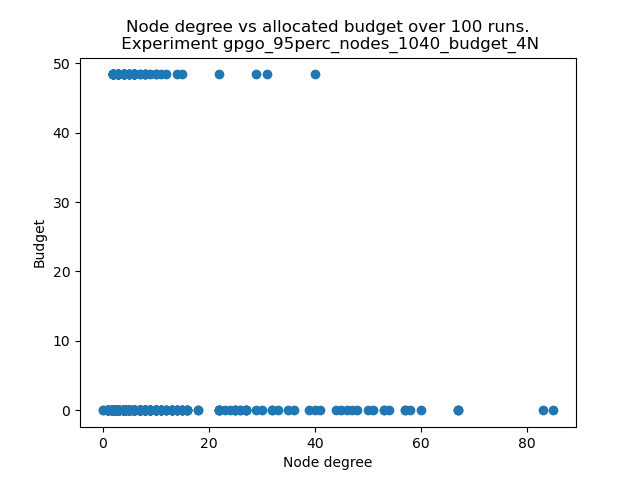 Node degree vs allocated budget over 100 runs.
Experiment gpgo_95perc_nodes_1040_budget_4N
50
40
30
20
10
0
Budget
0 20 40 60 80
Node degree